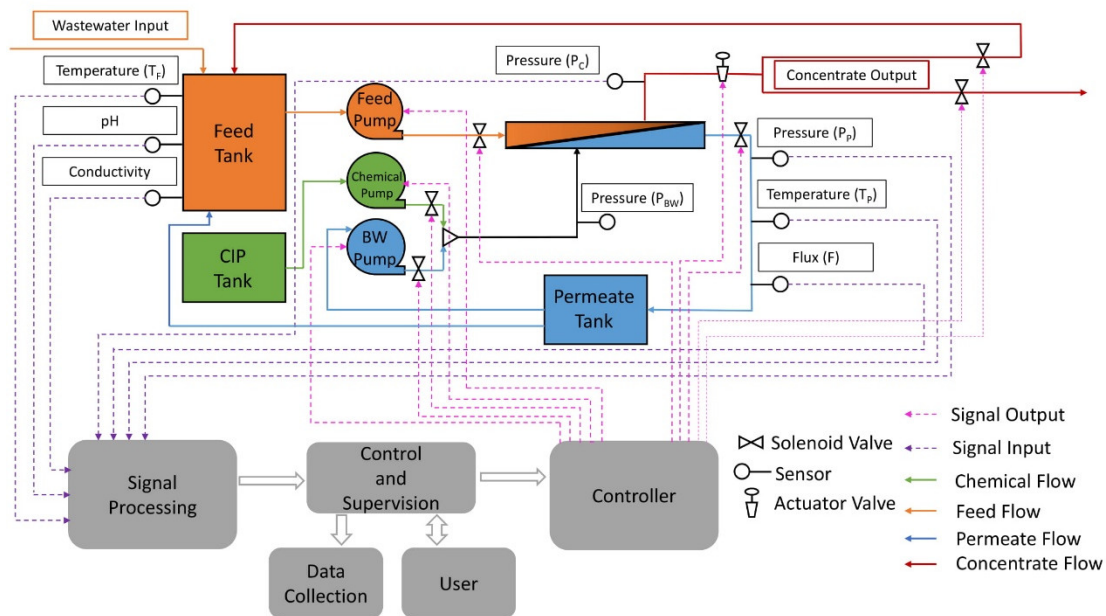 Wastewater Input
Temperature (T_F)
pH
Conductivity
Feed
Tank
CIP
Tank
Feed
Pump
Chemical
Pump
BW
Pump
Pressure (P_C)
Concentrate Output
Pressure (P_P)
Temperature (T_P)
Flux (F)
Pressure (P_BW)
Permeate
Tank
Signal
Processing
Control
and
Supervision
Controller
Data
Collection
User
Solenoid Valve
Sensor
Actuator Valve
Signal Output
Signal Input
Chemical Flow
Feed Flow
Permeate Flow
Concentrate Flow